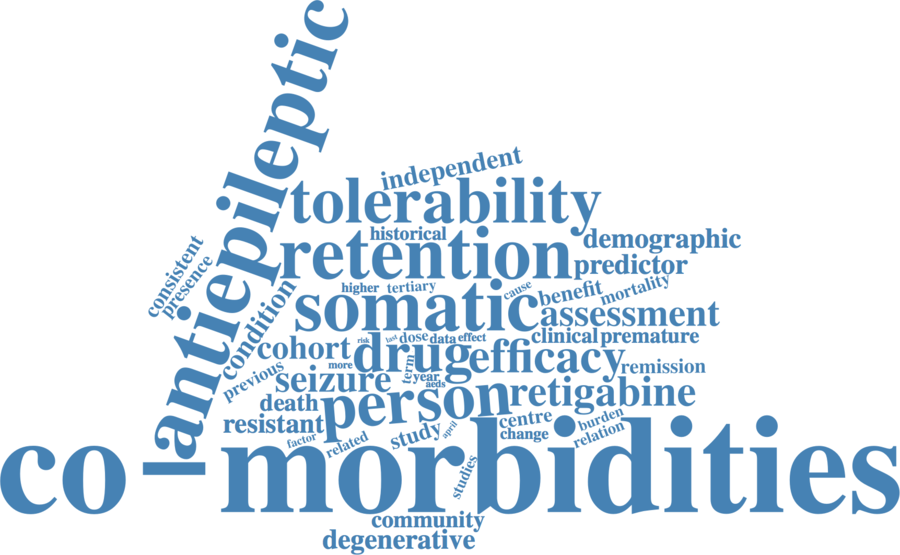 antiepileptic
independent
tolerability
historical
demographic
retention
predictor
consistent
presence
condition
higher
tertiary
cause
benefit
mortality
somatic
assessment
clinical
premature
risk
last
dose
data
effect
cohort
drug
efficacy
more
term
year
aeds
remission
previous
seizure
person
retigabine
death
resistant
centre
change
burden
relation
factor
related
study
april
co-morbidities
studies
community
degenerative